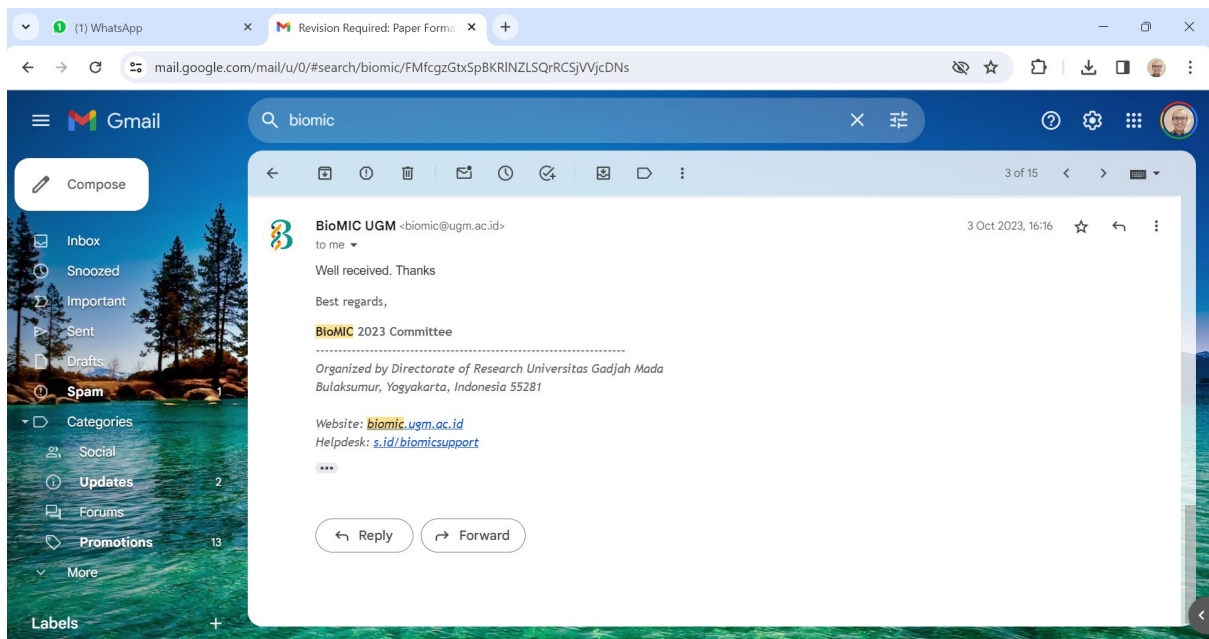 (1) WhatsApp
Revision Required: Paper Forma
mail.google.com/mail/u/0/#search/biomic/FMfcgzGtxSpBKRlNZLSQrRCSjVVjcDNs
Gmail
biomic
Compose
3 of 15
Inbox
Snoozed
Important
Sent
Drafts
Spam 1
Categories
Social
Updates 2
Forums
Promotions 13
More
Labels
BioMIC UGM <biomic@ugm.ac.id>
3 Oct 2023, 16:16
to me
Well received. Thanks
Best regards,
BioMIC 2023 Committee
--------------------------------------------------------------------
Organized by Directorate of Research Universitas Gadjah Mada
Bulaksumur, Yogyakarta, Indonesia 55281
Website: biomic.ugm.ac.id
Helpdesk: s.id/biomicsupport
Reply
Forward